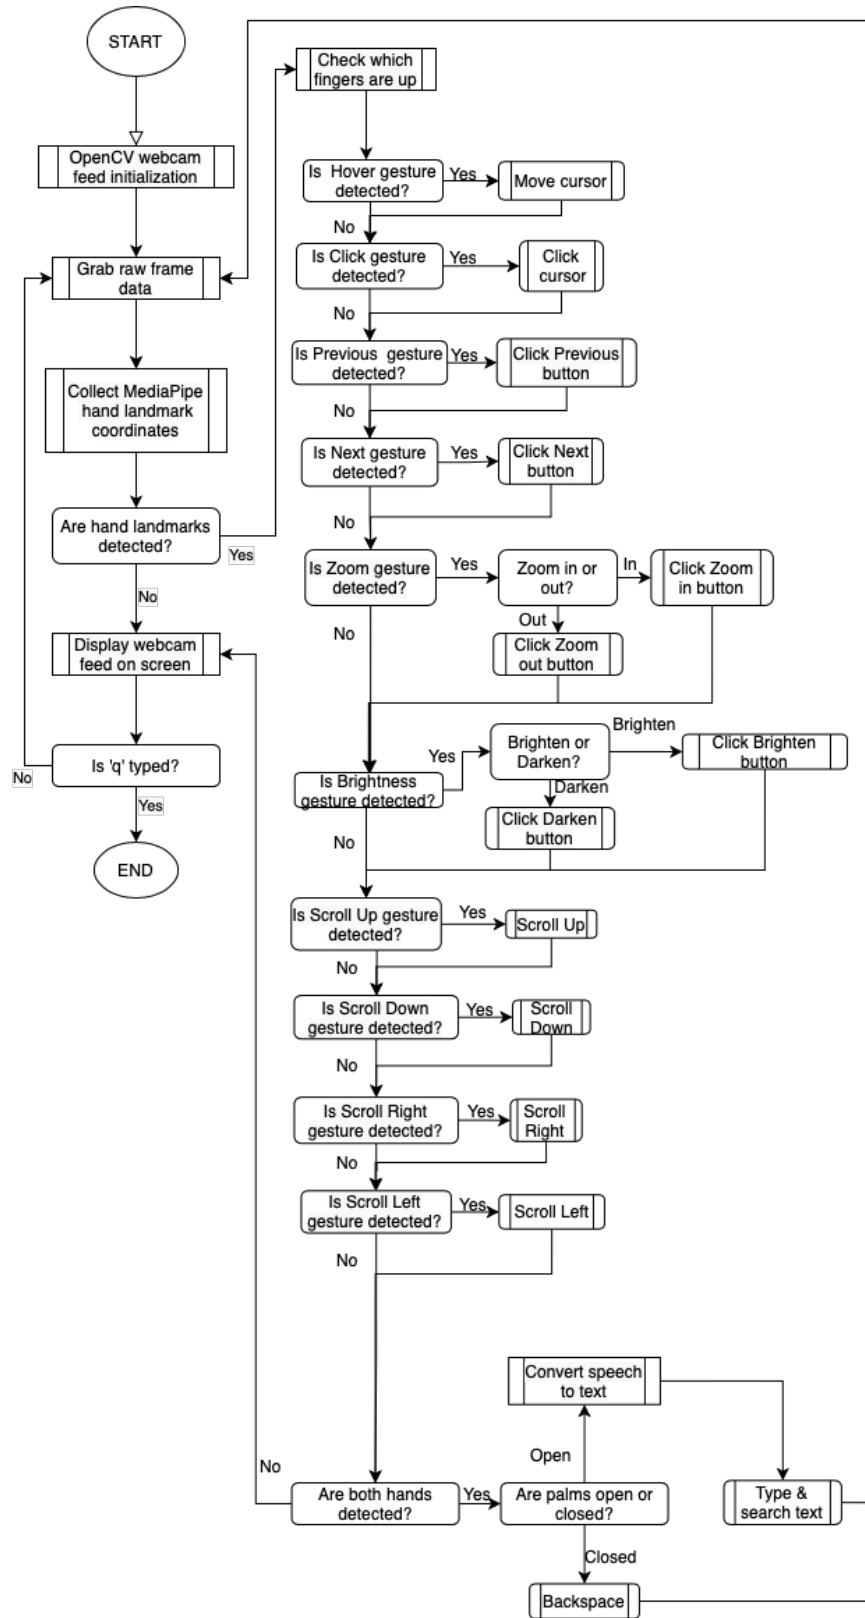 START
OpenCV webcam
feed initialization
Grab raw frame
data
Collect MediaPipe
hand landmark
coordinates
Are hand landmarks
detected?
Yes
No
Display webcam
feed on screen
Is 'q' typed?
No
Yes
END
Check which
fingers are up
Is Hover gesture
detected?
Yes
Move cursor
No
Is Click gesture
detected?
Yes
Click
cursor
No
Is Previous gesture
detected?
Yes
Click Previous
button
No
Is Next gesture
detected?
Yes
Click Next
button
No
Is Zoom gesture
detected?
Yes
Zoom in or
out?
In
Click Zoom
in button
Out
Click Zoom
out button
No
Is Brightness
gesture detected?
Yes
Brighten or
Darken?
Brighten
Click Brighten
button
Darken
Click Darken
button
No
Is Scroll Up gesture
detected?
Yes
Scroll Up
No
Is Scroll Down
gesture detected?
Yes
Scroll
Down
No
Is Scroll Right
gesture detected?
Yes
Scroll
Right
No
Is Scroll Left
gesture detected?
Yes
Scroll Left
No
Are both hands
detected?
No
Yes
Are palms open or
closed?
Open
Convert speech
to text
Type &
search text
Closed
Backspace